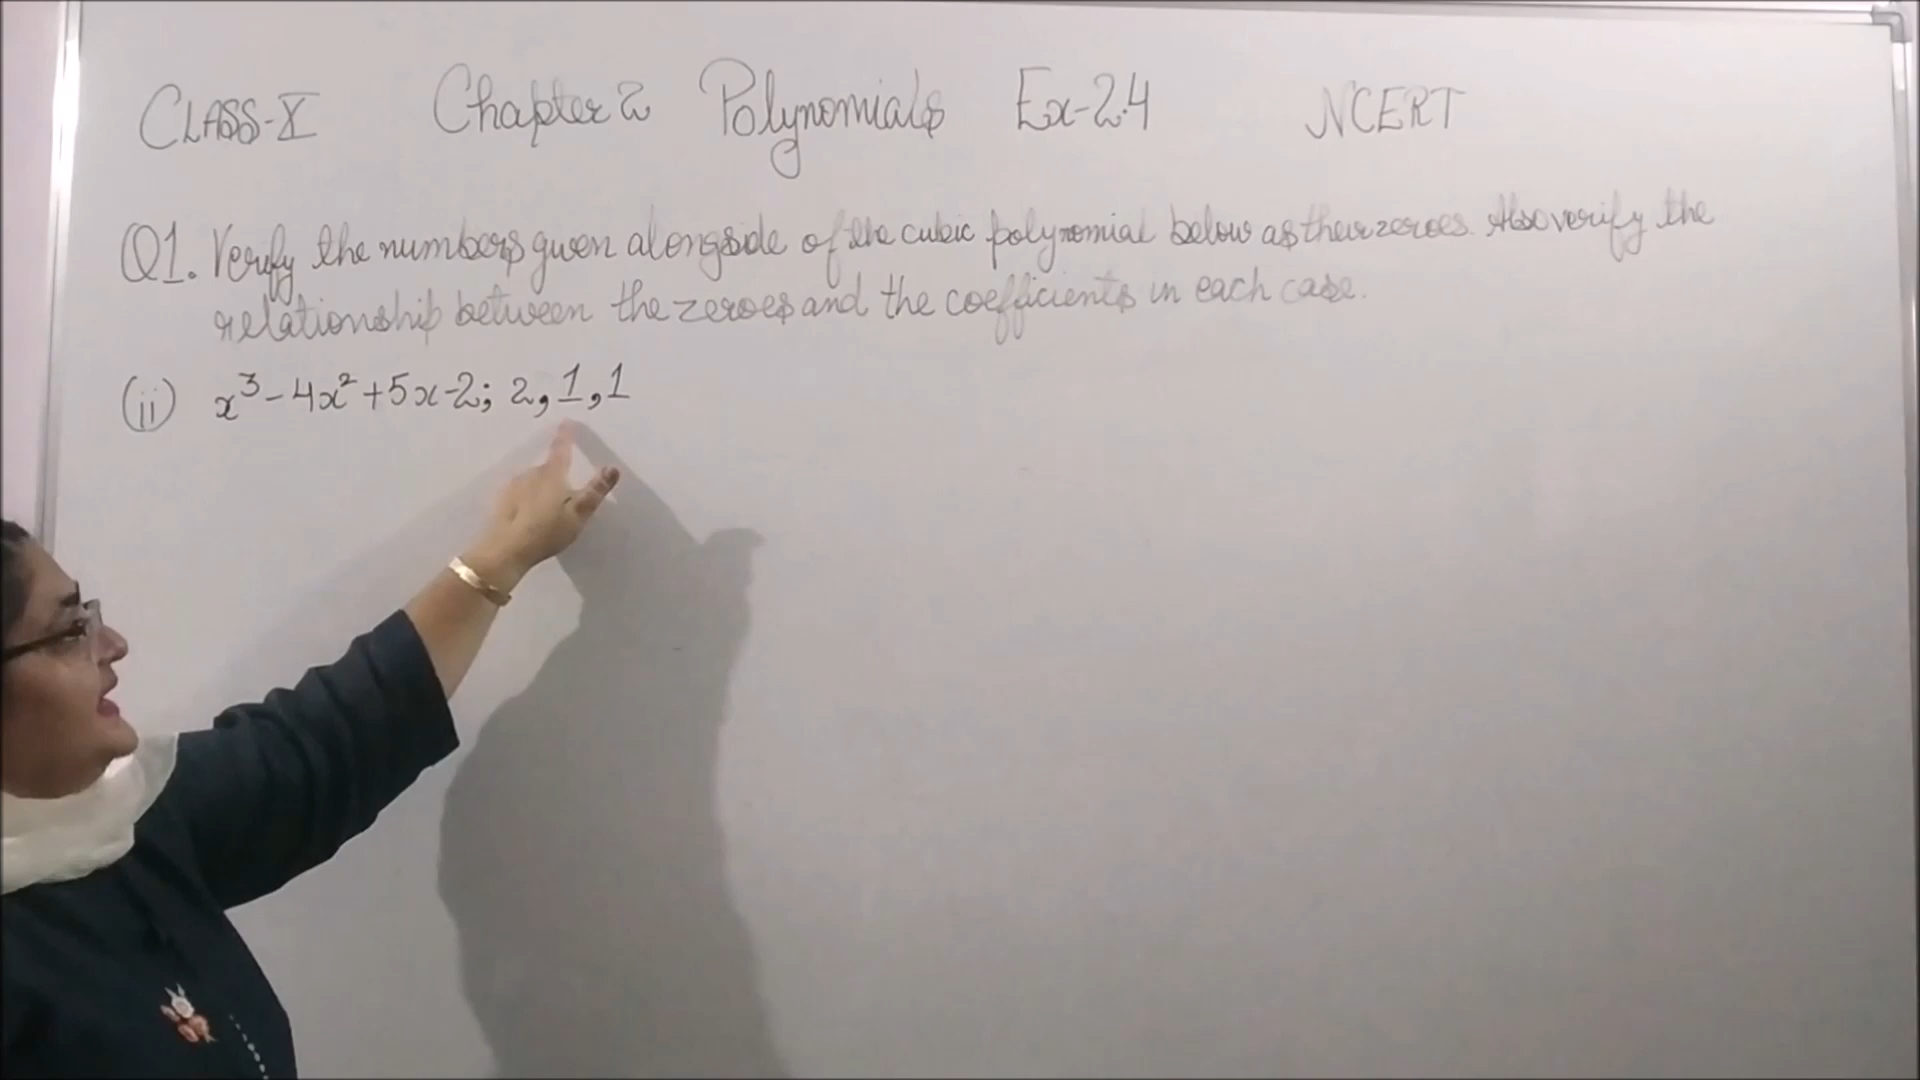 CLASS-X Chapter 2 Polynomials Ex-2.4 NCERT
Q1. Verify the numbers given alongside of the cubic polynomial below as their zeroes. Also verify the
relationship between the zeroes and the coefficients in each case.
(ii) x³-4x²+5x-2; 2,1,1